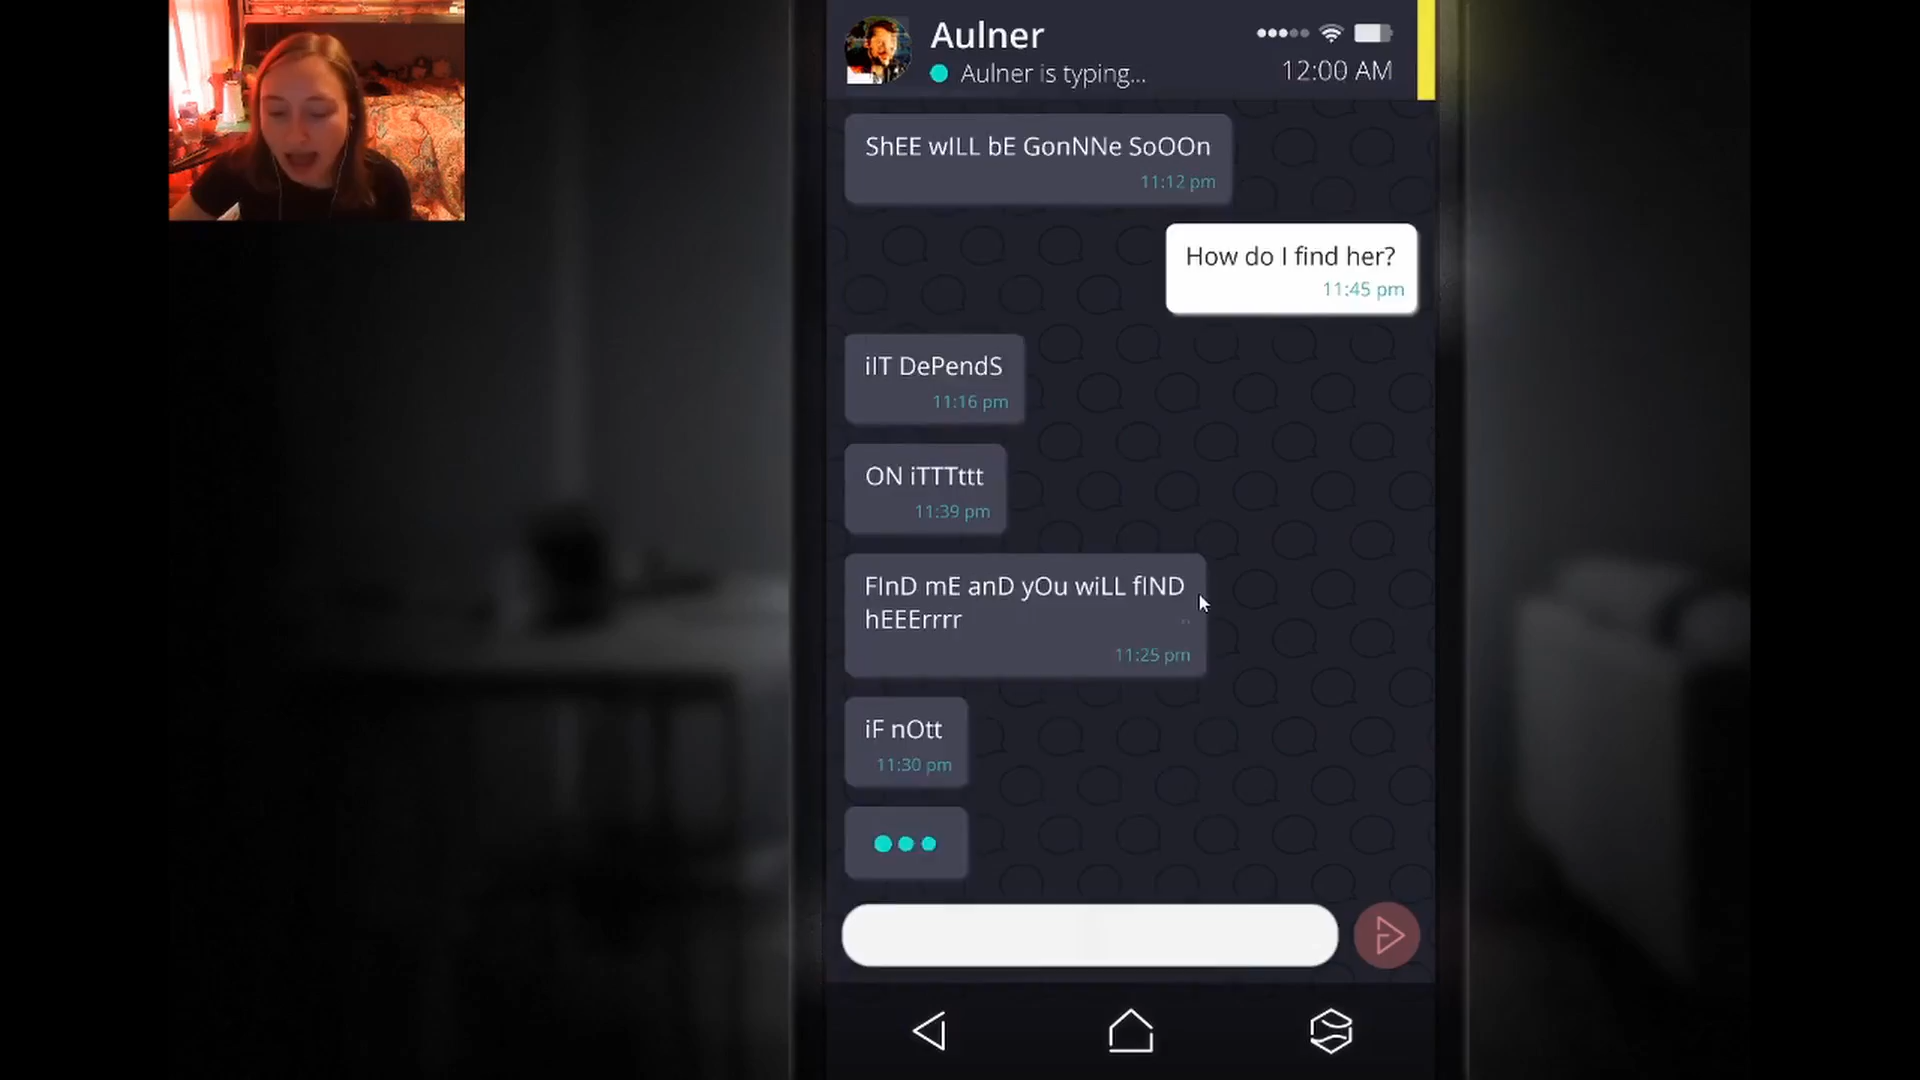 Aulner
Aulner is typing...
12:00 AM
ShEE wILL bE GonNNe SoOOn
11:12 pm
How do I find her?
11:45 pm
iIT DePendS
11:16 pm
ON iTTTttt
11:39 pm
FInD mE anD yOu wiLL fIND
hEEErrrr
11:25 pm
iF nOtt
11:30 pm